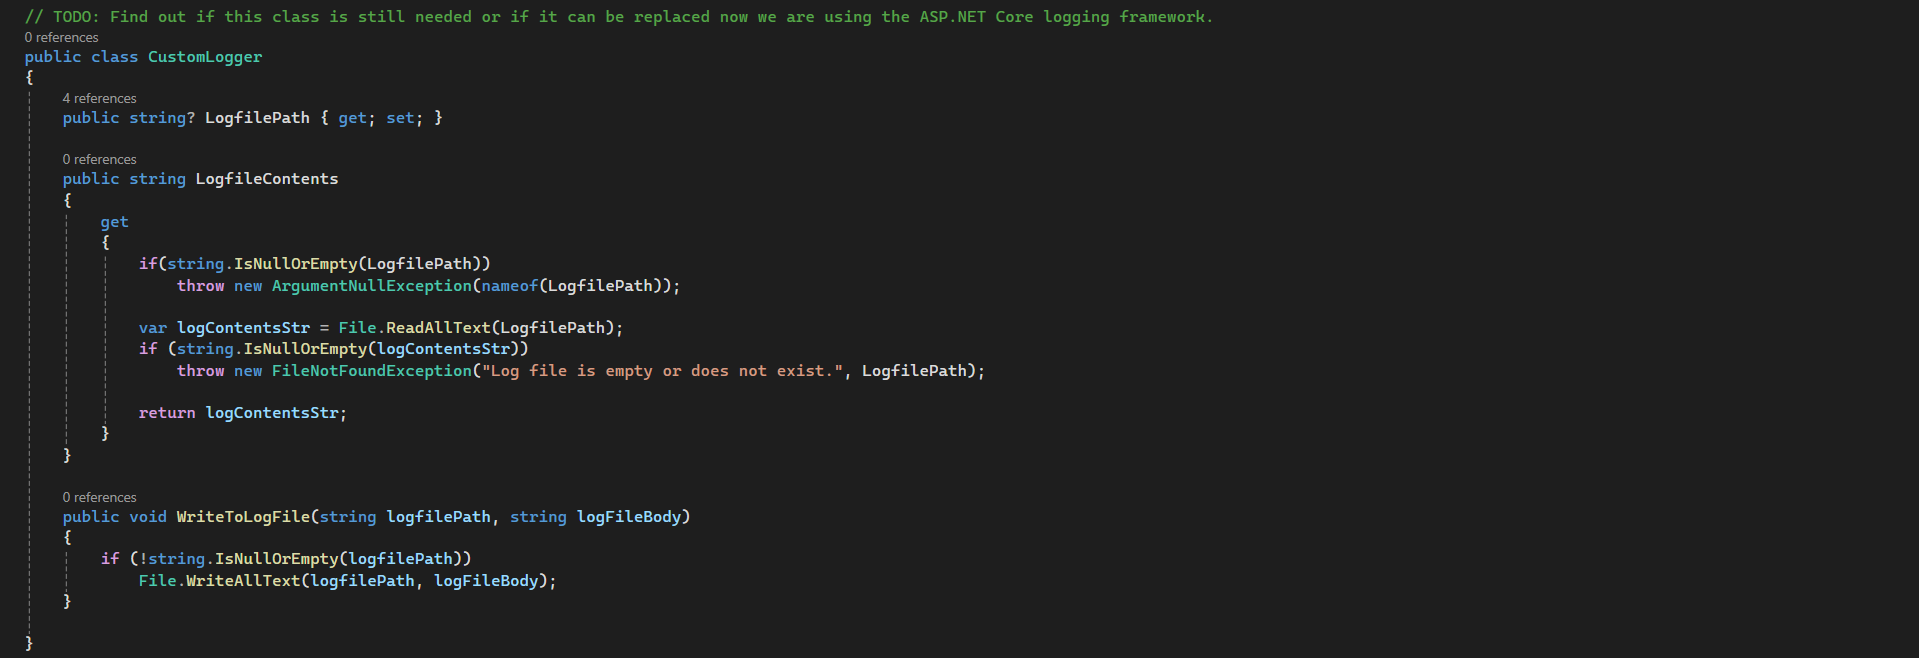 // TODO: Find out if this class is still needed or if it can be replaced now we are using the ASP.NET Core logging framework.
0 references
public class CustomLogger
{
4 references
public string? LogfilePath { get; set; }
0 references
public string LogfileContents
{
get
{
if(string.IsNullOrEmpty(LogfilePath))
throw new ArgumentNullException(nameof(LogfilePath));
var logContentsStr = File.ReadAllText(LogfilePath);
if (string.IsNullOrEmpty(logContentsStr))
throw new FileNotFoundException("Log file is empty or does not exist.", LogfilePath);
return logContentsStr;
}
}
0 references
public void WriteToLogFile(string logfilePath, string logFileBody)
{
if (!string.IsNullOrEmpty(logfilePath))
File.WriteAllText(logfilePath, logFileBody);
}
}